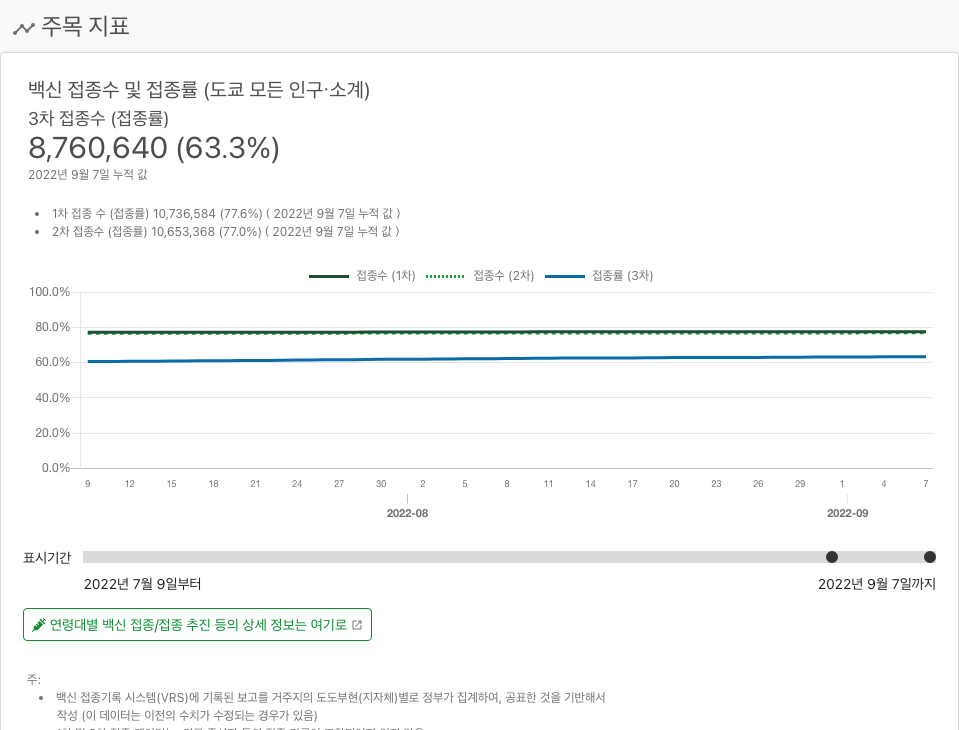 주목 지표
백신 접종수 및 접종률 (도쿄 모든 인구·소계)
3차 접종수 (접종률)
8,760,640 (63.3%)
2022년 9월 7일 누적 값
1차 접종 수 (접종률) 10,736,584 (77.6%) ( 2022년 9월 7일 누적 값 )
2차 접종수 (접종률) 10,653,368 (77.0%) ( 2022년 9월 7일 누적 값 )
접종수 (1차) 접종수 (2차) 접종률 (3차)
100.0%
80.0%
60.0%
40.0%
20.0%
0.0%
9 12 15 18 21 24 27 30 2 5 8 11 14 17 20 23 26 29 1 4 7
2022-08 2022-09
표시기간
2022년 7월 9일부터 2022년 9월 7일까지
연령대별 백신 접종/접종 추진 등의 상세 정보는 여기로
주:
백신 접종기록 시스템(VRS)에 기록된 보고를 거주지의 도도부현(지자체)별로 정부가 집계하여, 공표한 것을 기반해서
작성 (이 데이터는 이전의 수치가 수정되는 경우가 있음)